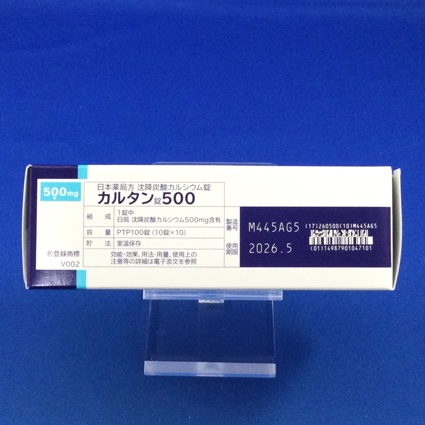 500mg
日本薬局方 沈降炭酸カルシウム錠
カルタン錠500
組成 1錠中
日局 沈降炭酸カルシウム500mg含有
容量 PTP100錠(10錠×10)
貯法 室温保存
効能・効果、用法・用量、使用上の
注意等の詳細は電子添文を参照
®登録商標
V002
製造番号 M445AG5
使用期限 2026.5
(17)260500(10)M445AG5
(01)14987901047101